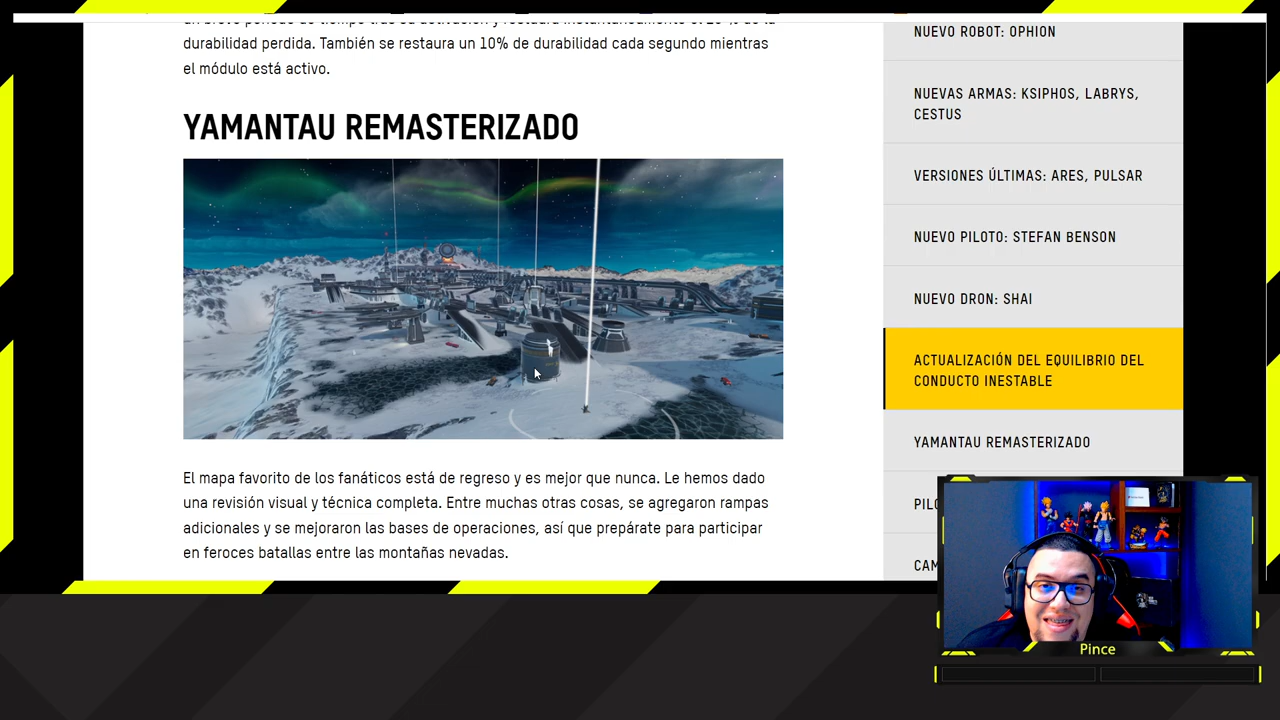 durabilidad perdida. También se restaura un 10% de durabilidad cada segundo mientras
el módulo está activo.
YAMANTAU REMASTERIZADO
El mapa favorito de los fanáticos está de regreso y es mejor que nunca. Le hemos dado
una revisión visual y técnica completa. Entre muchas otras cosas, se agregaron rampas
adicionales y se mejoraron las bases de operaciones, así que prepárate para participar
en feroces batallas entre las montañas nevadas.
NUEVO ROBOT: OPHION
NUEVAS ARMAS: KSIPHOS, LABRYS,
CESTUS
VERSIONES ÚLTIMAS: ARES, PULSAR
NUEVO PILOTO: STEFAN BENSON
NUEVO DRON: SHAI
ACTUALIZACIÓN DEL EQUILIBRIO DEL
CONDUCTO INESTABLE
YAMANTAU REMASTERIZADO
Pince